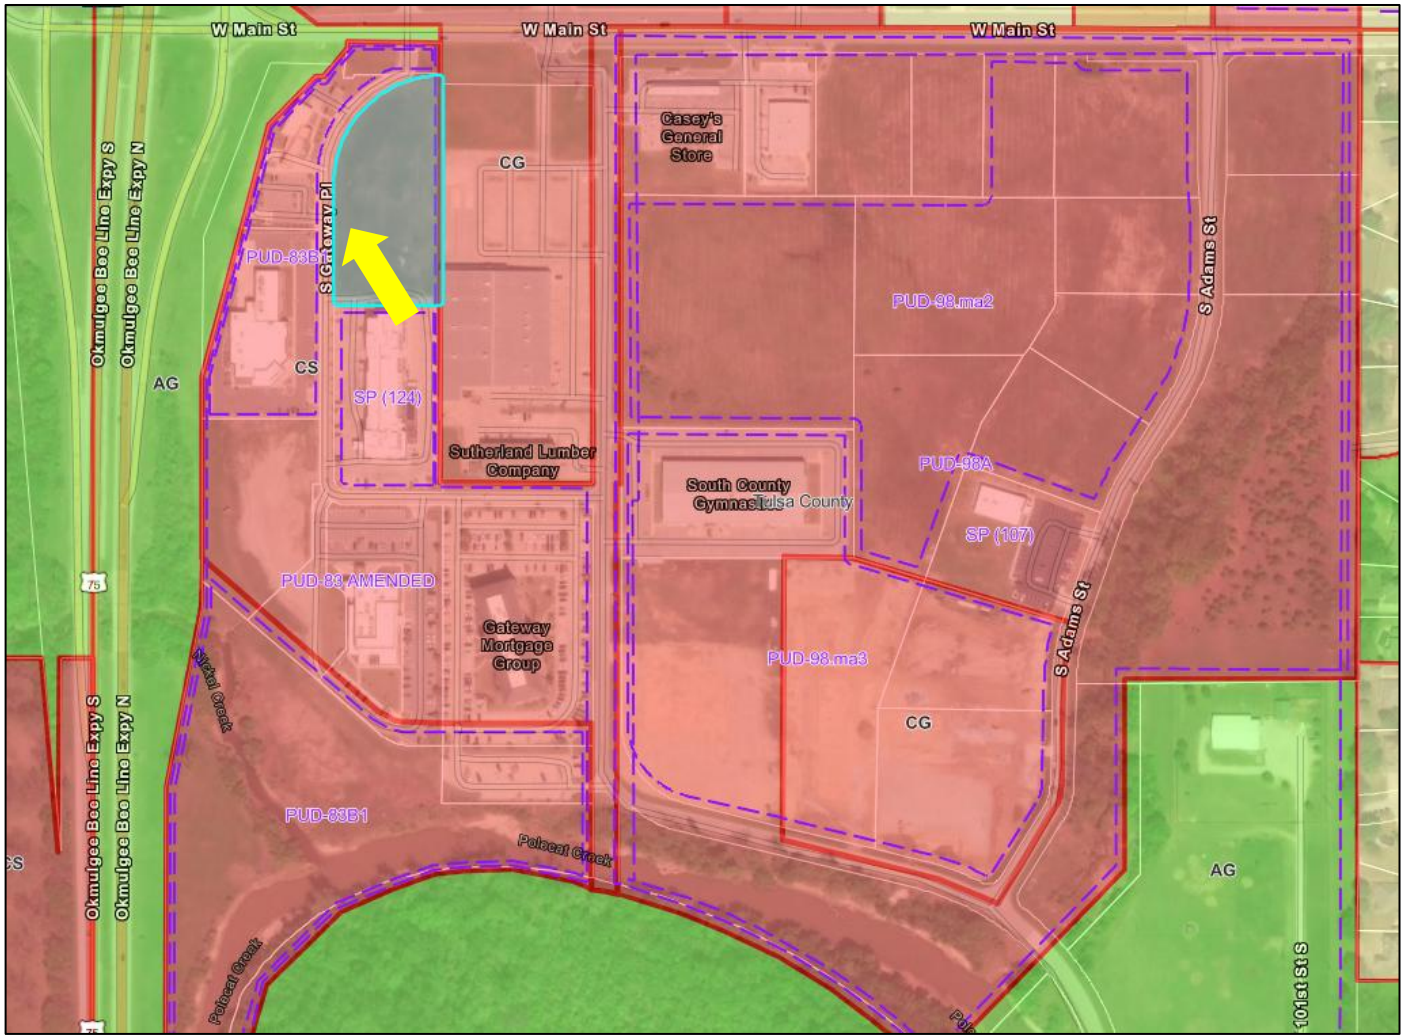 W Main St
W Main St
W Main St
Casey's
General
Store
CG
Okmulgee Bee Line Expy S
Okmulgee Bee Line Expy N
S Gateway Pl
S Adams St
PUD-83B
PUD-98.ma2
AG
CS
SP (124)
Sutherland Lumber
Company
PUD-98A
South County
Gymnastics
Tulsa County
SP (107)
75
PUD-83 AMENDED
Gateway
Mortgage
Group
S Adams St
Nickel Creek
PUD-98.ma3
CG
Okmulgee Bee Line Expy S
Okmulgee Bee Line Expy N
PUD-83B1
Polecat Creek
CS
AG
Polecat Creek
101st St S
Pol
75